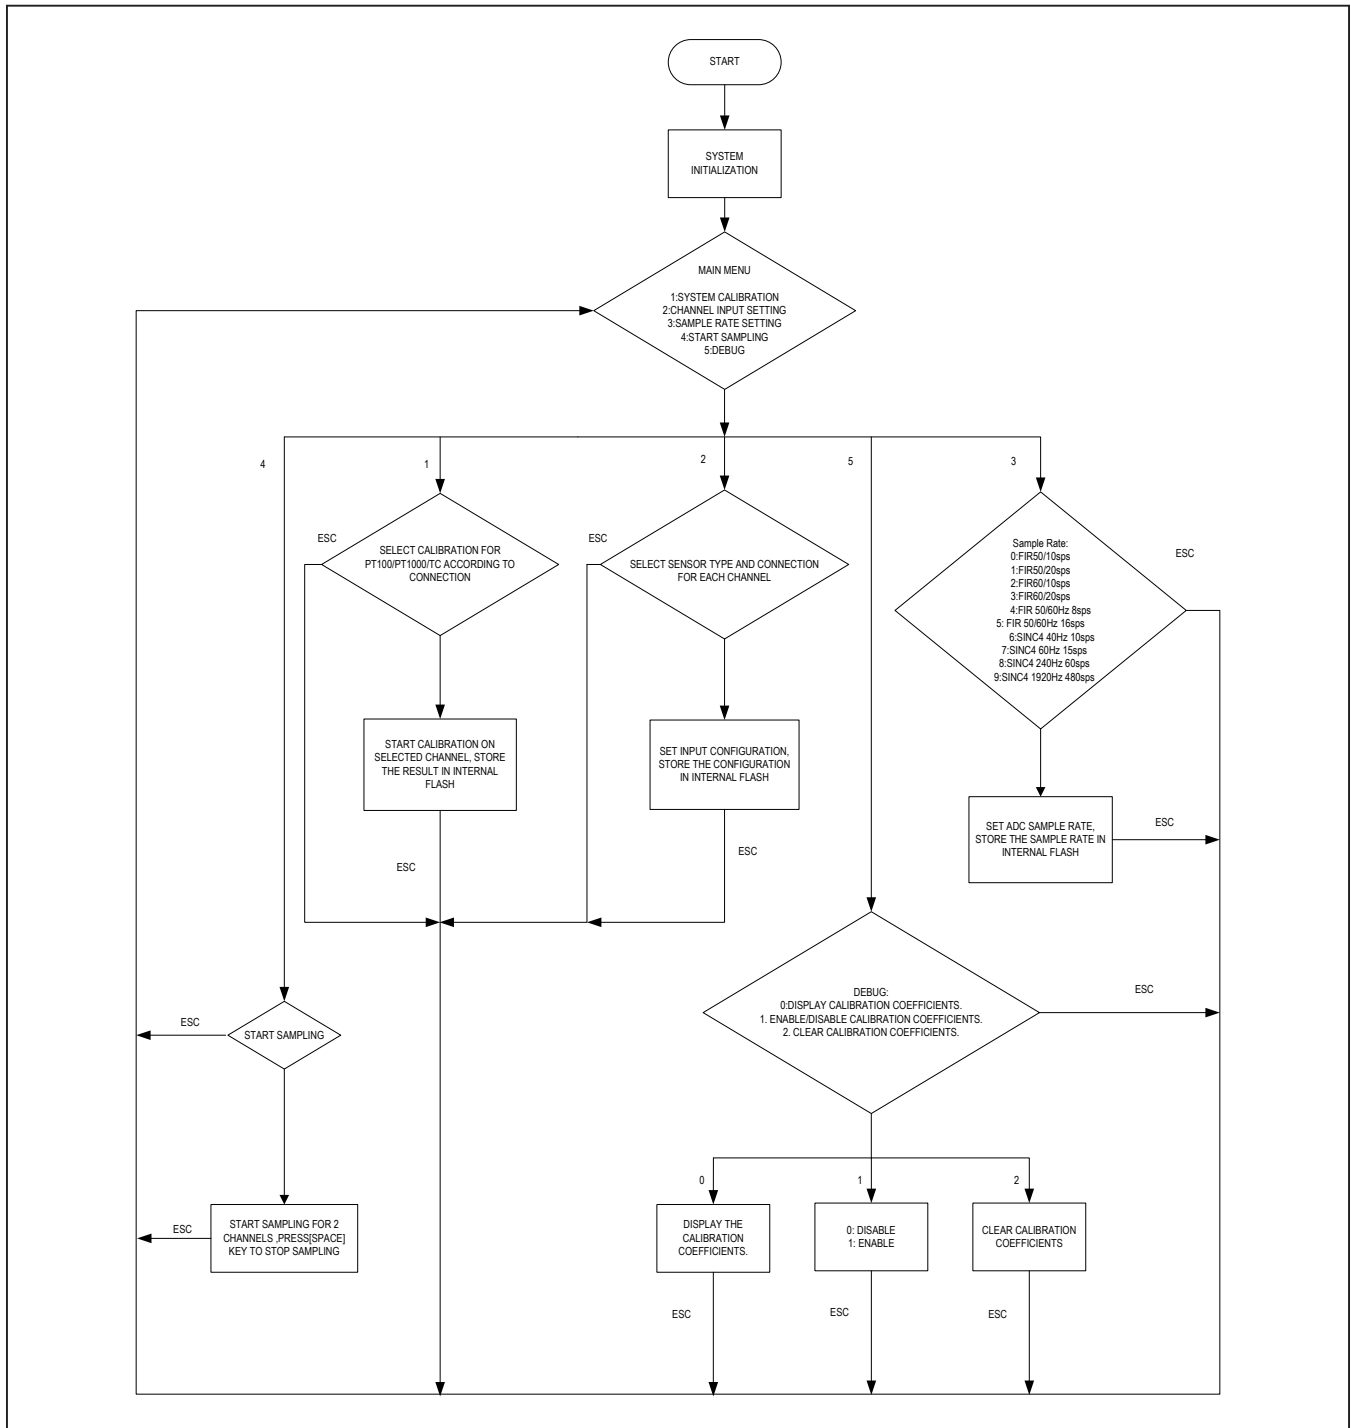 START
SYSTEM
INITIALIZATION
MAIN MENU
1:SYSTEM CALIBRATION
2:CHANNEL INPUT SETTING
3:SAMPLE RATE SETTING
4:START SAMPLING
5:DEBUG
4
1
2
5
3
ESC
SELECT CALIBRATION FOR
PT100/PT1000/TC ACCORDING TO
CONNECTION
ESC
SELECT SENSOR TYPE AND CONNECTION
FOR EACH CHANNEL
Sample Rate:
0:FIR50/10sps
1:FIR50/20sps
2:FIR60/10sps
3:FIR60/20sps
4:FIR 50/60Hz 8sps
5: FIR 50/60Hz 16sps
6:SINC4 40Hz 10sps
7:SINC4 60Hz 15sps
8:SINC4 240Hz 60sps
9:SINC4 1920Hz 480sps
ESC
START CALIBRATION ON
SELECTED CHANNEL, STORE
THE RESULT IN INTERNAL
FLASH
SET INPUT CONFIGURATION,
STORE THE CONFIGURATION
IN INTERNAL FLASH
SET ADC SAMPLE RATE,
STORE THE SAMPLE RATE IN
INTERNAL FLASH
ESC
ESC
ESC
DEBUG:
0:DISPLAY CALIBRATION COEFFICIENTS.
1. ENABLE/DISABLE CALIBRATION COEFFICIENTS.
2. CLEAR CALIBRATION COEFFICIENTS.
ESC
ESC
START SAMPLING
0
1
2
ESC
START SAMPLING FOR 2
CHANNELS ,PRESS[SPACE]
KEY TO STOP SAMPLING
DISPLAY THE
CALIBRATION
COEFFICIENTS.
0: DISABLE
1: ENABLE
CLEAR CALIBRATION
COEFFICIENTS
ESC
ESC
ESC